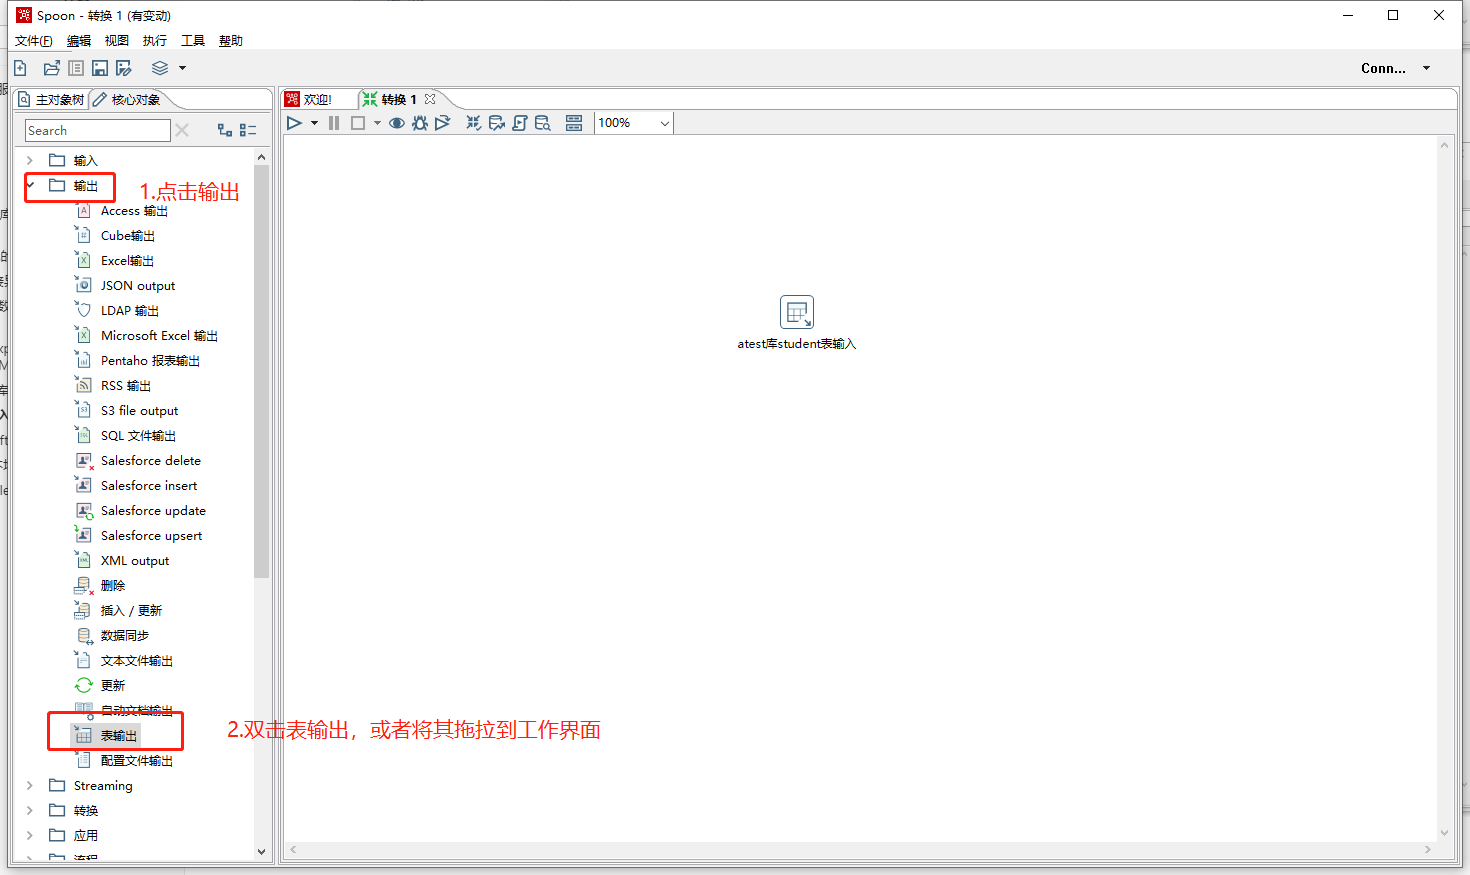 Spoon - 转换 1 (有变动)
文件(F) 编辑 视图 执行 工具 帮助
Conn...
主对象树 核心对象
欢迎! 转换 1
Search
100%
输入
输出
1.点击输出
Access 输出
Cube输出
Excel输出
JSON output
LDAP 输出
Microsoft Excel 输出
atest库student表输入
Pentaho 报表输出
RSS 输出
S3 file output
SQL 文件输出
Salesforce delete
Salesforce insert
Salesforce update
Salesforce upsert
XML output
删除
插入 / 更新
数据同步
文本文件输出
更新
自动文档输出
2.双击表输出，或者将其拖拉到工作界面
表输出
配置文件输出
Streaming
转换
应用
流程